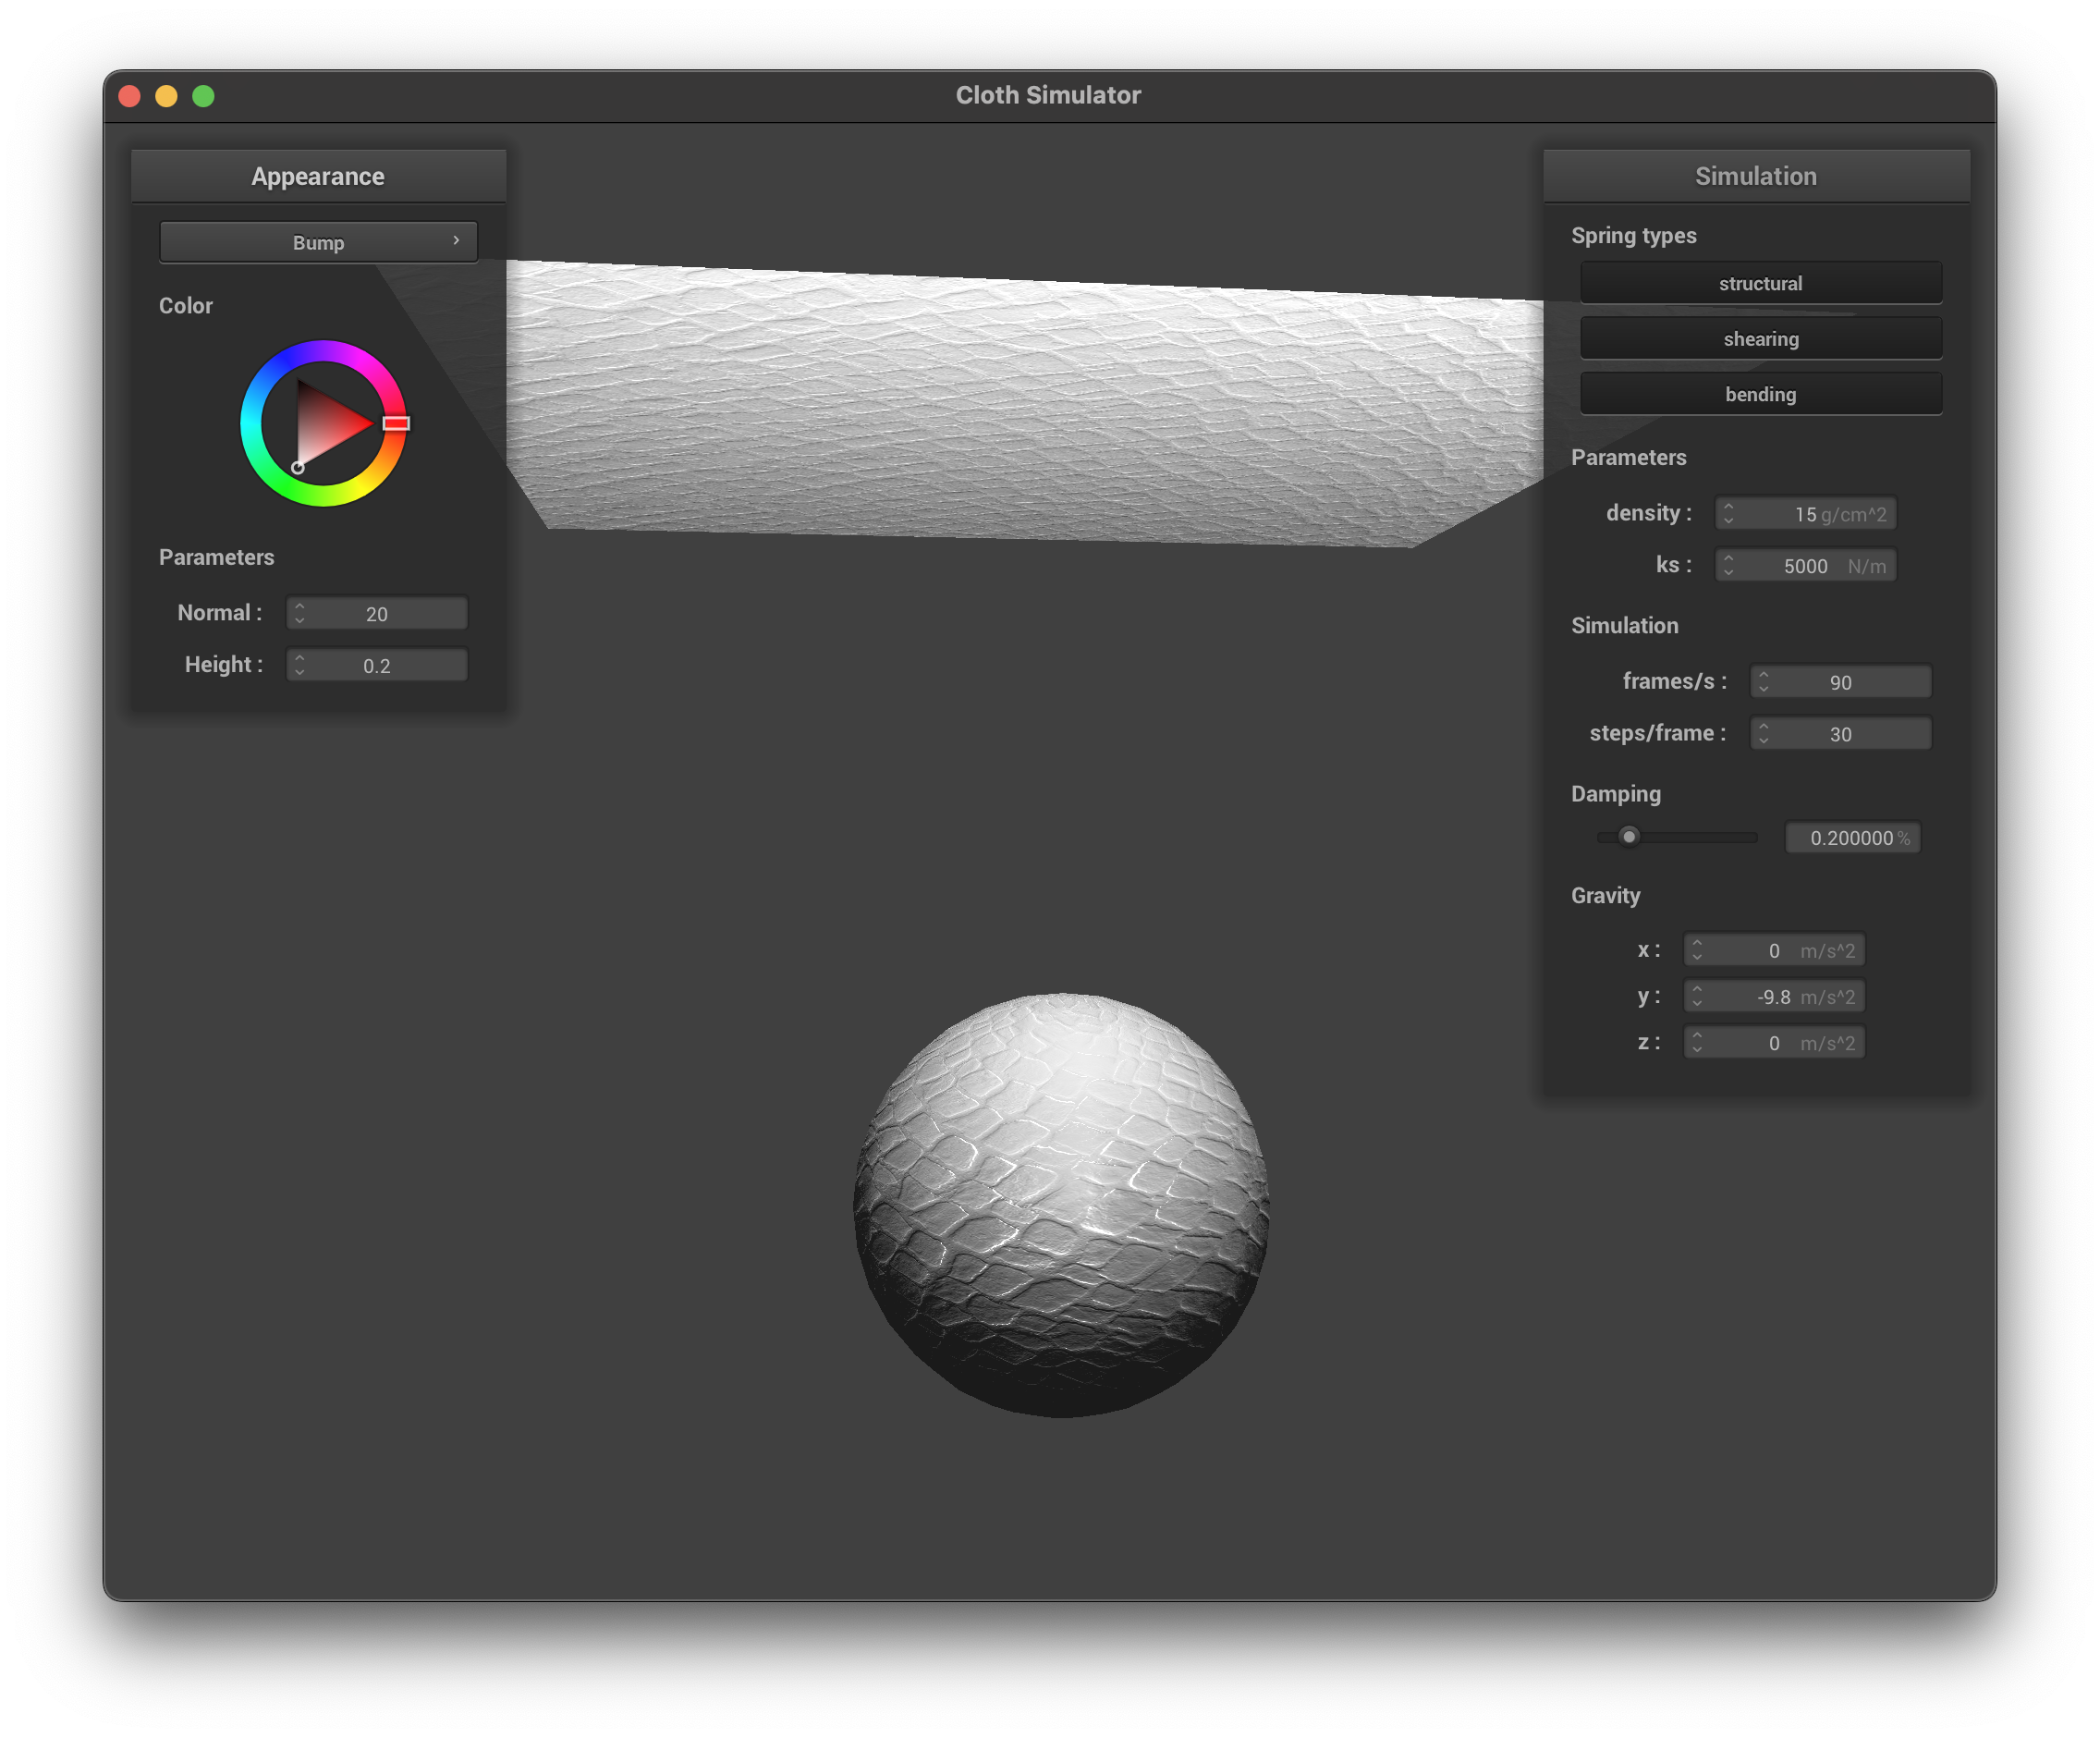 Cloth Simulator
Appearance
Bump
Color
Parameters
Normal : 20
Height : 0.2
Simulation
Spring types
structural
shearing
bending
Parameters
density : 15 g/cm^2
ks : 5000 N/m
Simulation
frames/s : 90
steps/frame : 30
Damping
0.200000 %
Gravity
x : 0 m/s^2
y : -9.8 m/s^2
z : 0 m/s^2